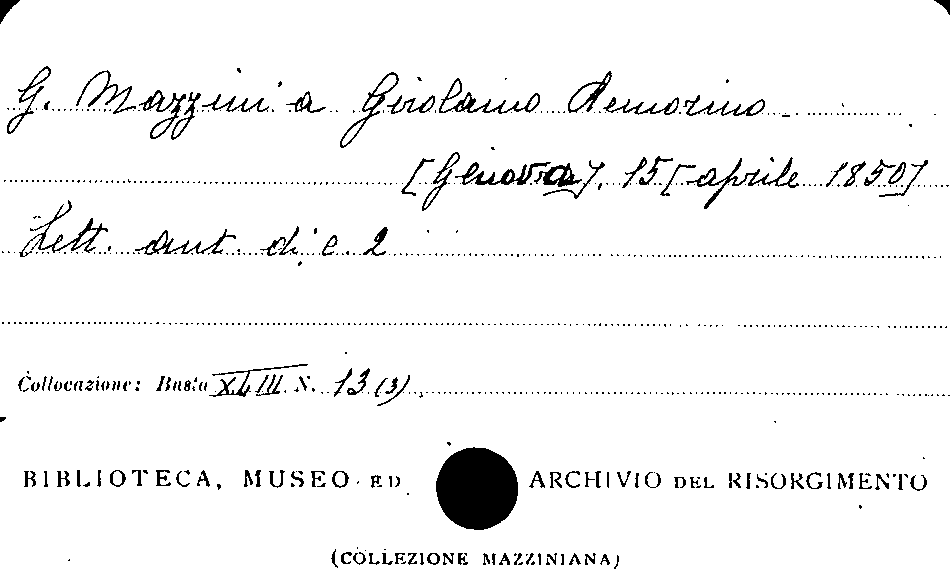 G. Mazzini a Girolamo Remorino
[Genova], 15 [aprile 1850]
Lett. aut. di c. 2
Collocazione: Busta XLIII N. 13 (3)
BIBLIOTECA, MUSEO ED ARCHIVIO DEL RISORGIMENTO
(COLLEZIONE MAZZINIANA)